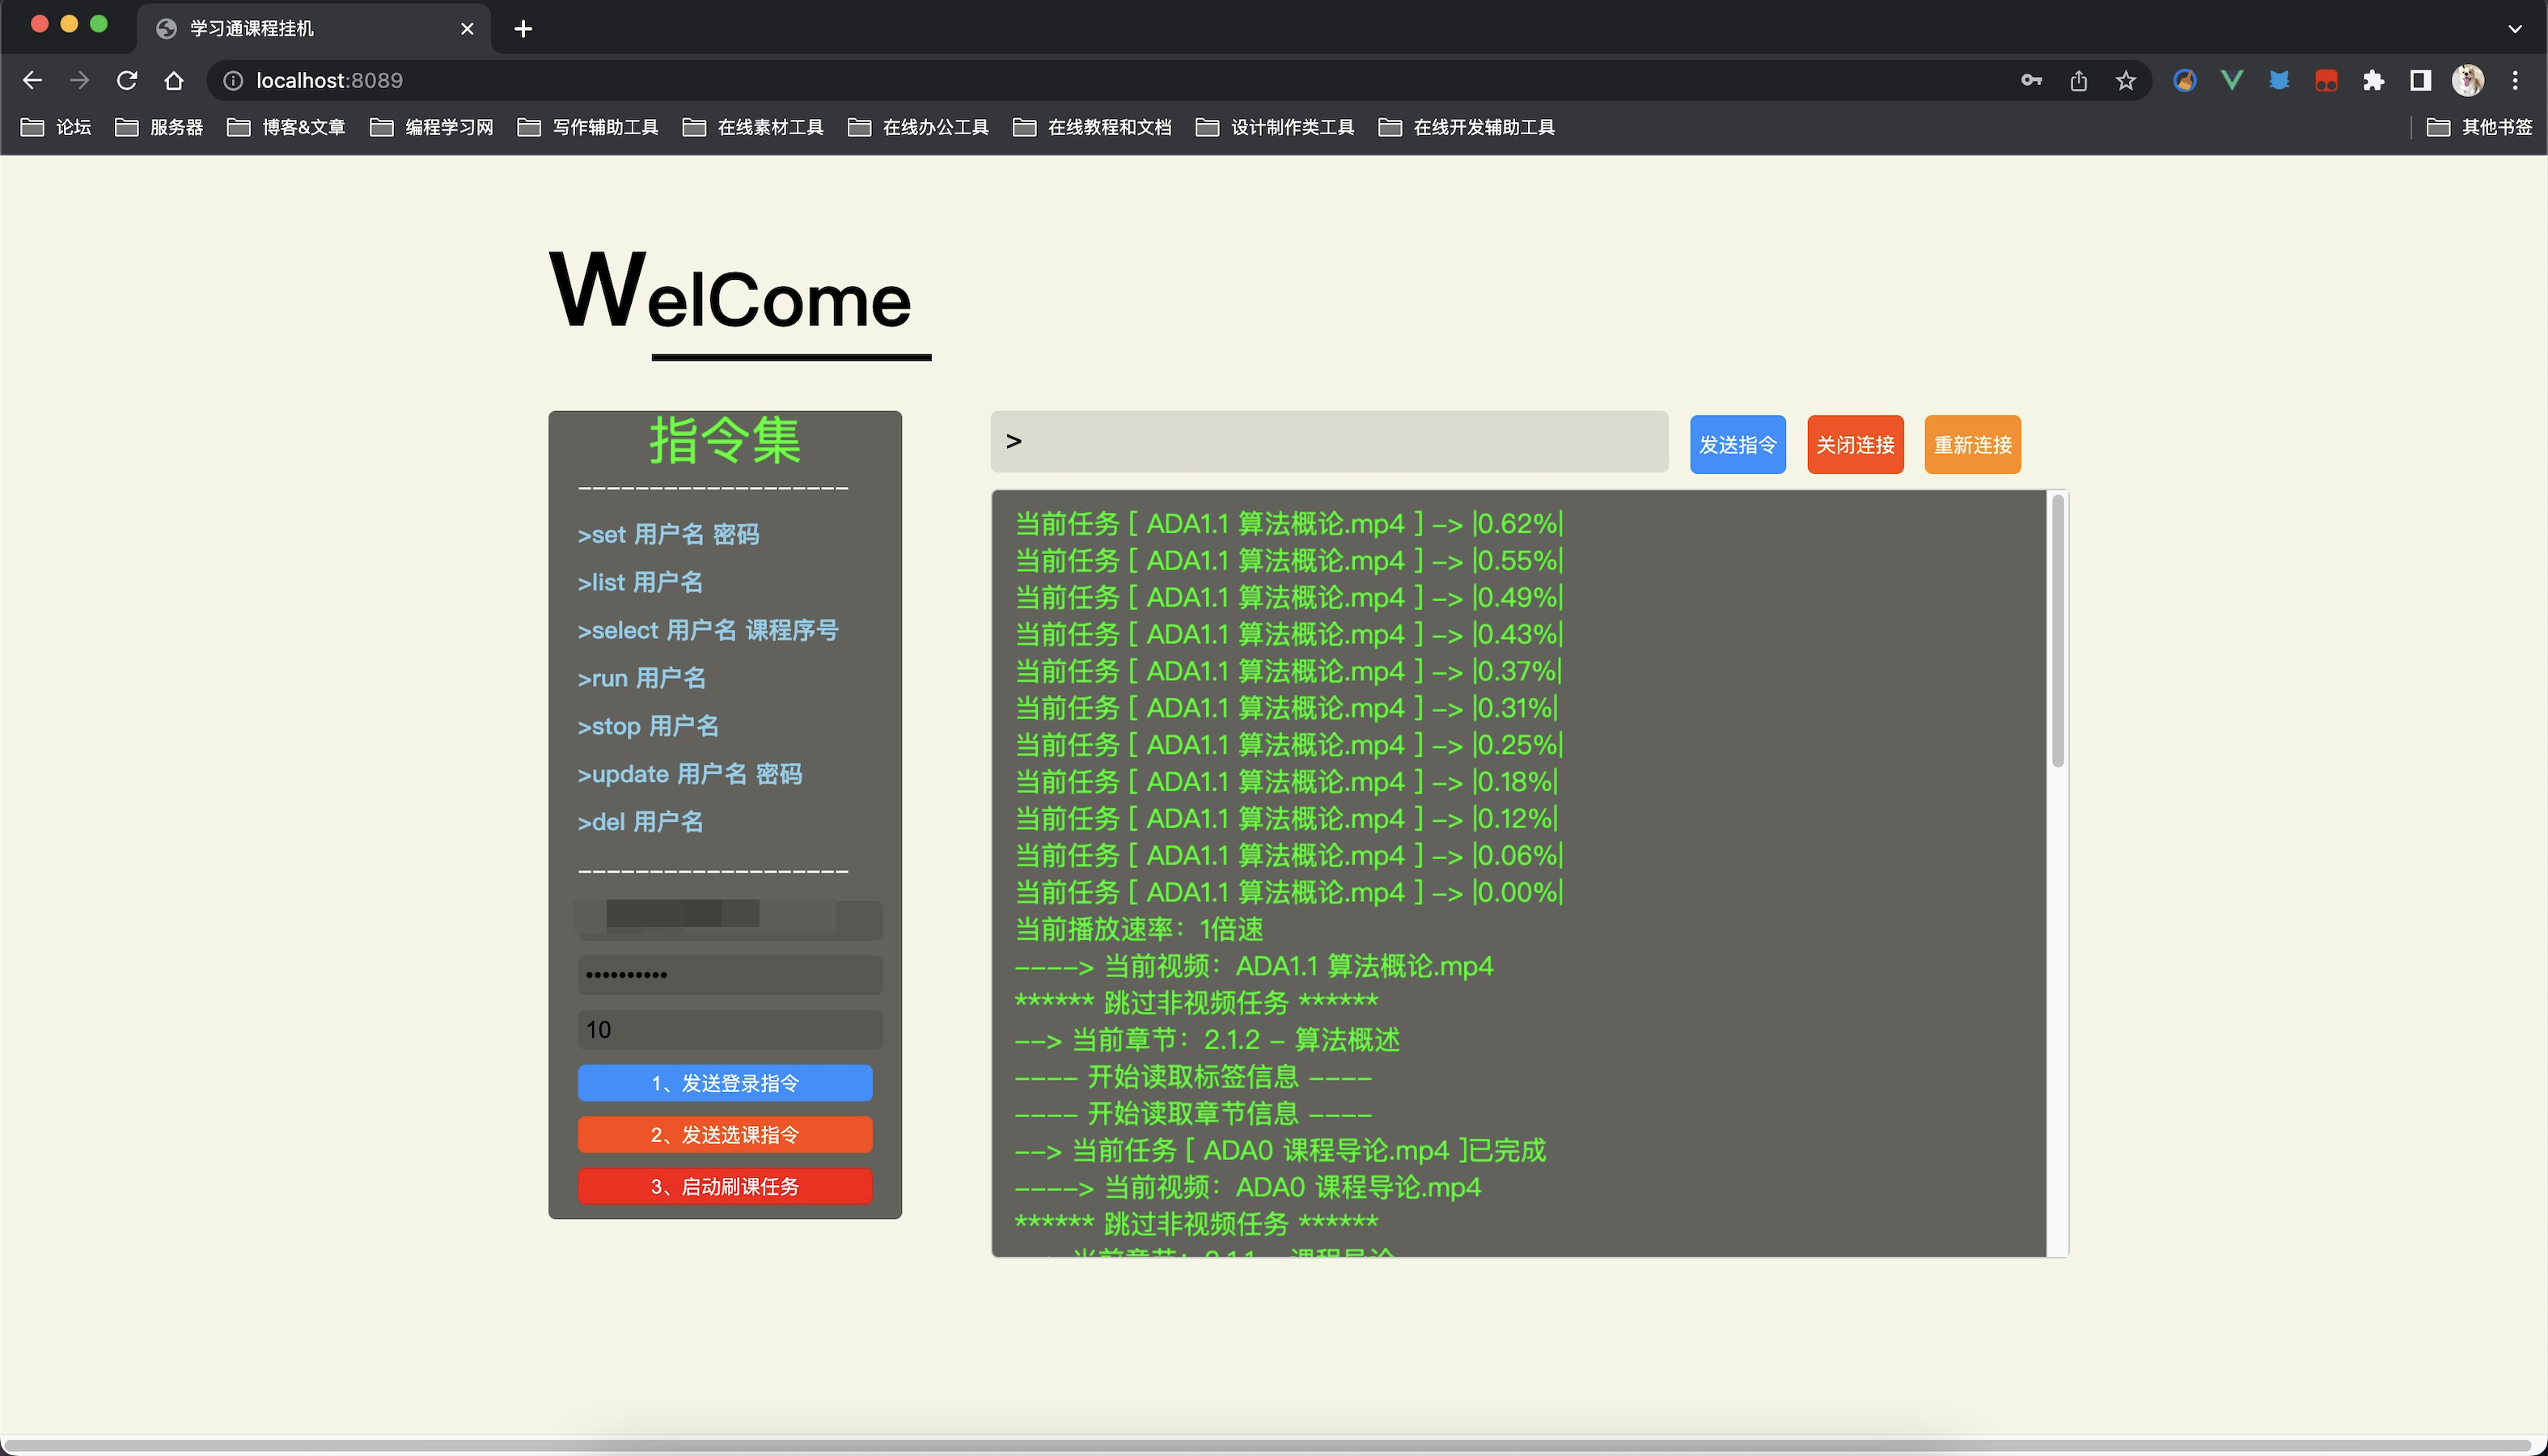 学习通课程挂机
localhost:8089
论坛 服务器 博客&文章 编程学习网 写作辅助工具 在线素材工具 在线办公工具 在线教程和文档 设计制作类工具 在线开发辅助工具 其他书签
WelCome
指令集
-------------------
>set 用户名 密码
>list 用户名
>select 用户名 课程序号
>run 用户名
>stop 用户名
>update 用户名 密码
>del 用户名
-------------------
••••••••••
10
1、发送登录指令
2、发送选课指令
3、启动刷课任务
>
发送指令 关闭连接 重新连接
当前任务 [ ADA1.1 算法概论.mp4 ] -> |0.62%|
当前任务 [ ADA1.1 算法概论.mp4 ] -> |0.55%|
当前任务 [ ADA1.1 算法概论.mp4 ] -> |0.49%|
当前任务 [ ADA1.1 算法概论.mp4 ] -> |0.43%|
当前任务 [ ADA1.1 算法概论.mp4 ] -> |0.37%|
当前任务 [ ADA1.1 算法概论.mp4 ] -> |0.31%|
当前任务 [ ADA1.1 算法概论.mp4 ] -> |0.25%|
当前任务 [ ADA1.1 算法概论.mp4 ] -> |0.18%|
当前任务 [ ADA1.1 算法概论.mp4 ] -> |0.12%|
当前任务 [ ADA1.1 算法概论.mp4 ] -> |0.06%|
当前任务 [ ADA1.1 算法概论.mp4 ] -> |0.00%|
当前播放速率：1倍速
----> 当前视频：ADA1.1 算法概论.mp4
****** 跳过非视频任务 ******
--> 当前章节：2.1.2 - 算法概述
---- 开始读取标签信息 ----
---- 开始读取章节信息 ----
--> 当前任务 [ ADA0 课程导论.mp4 ]已完成
----> 当前视频：ADA0 课程导论.mp4
****** 跳过非视频任务 ******
--> 当前章节：2.1.1 - 课程导论